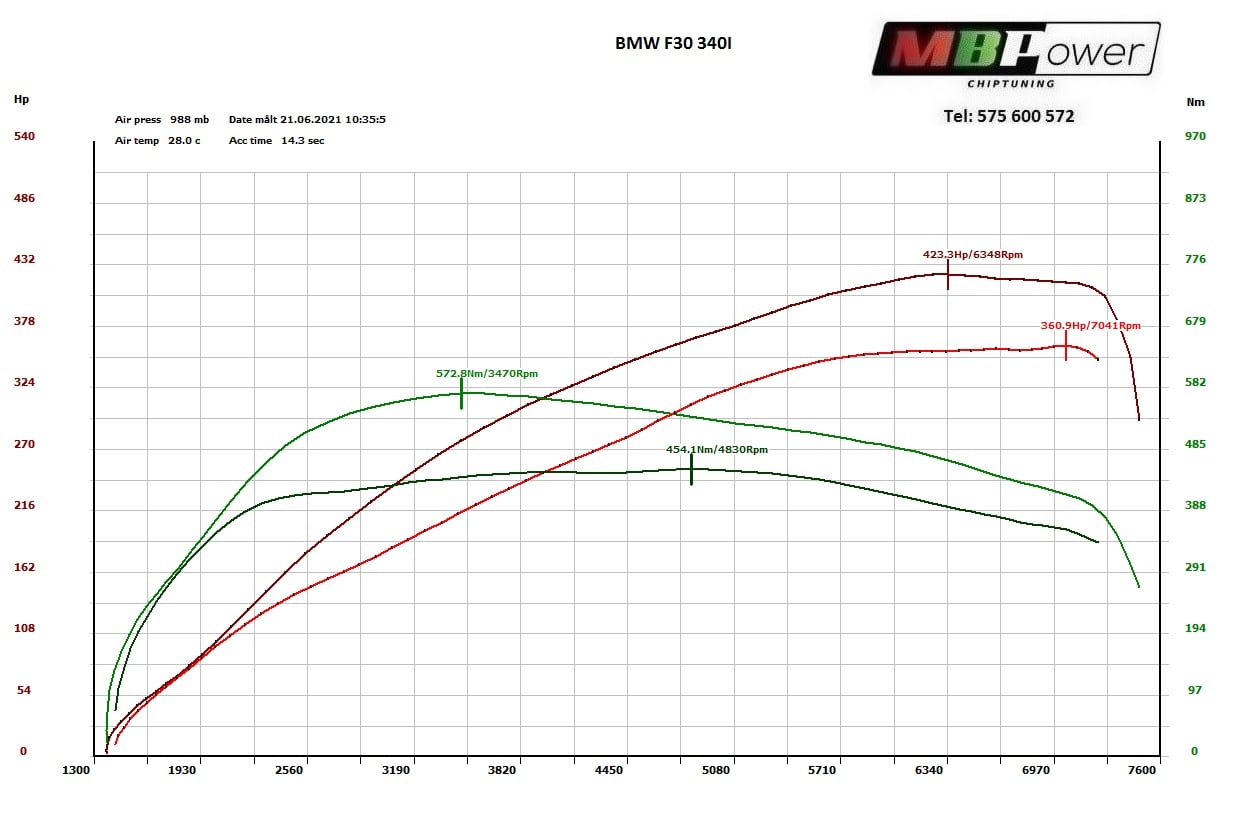 BMW F30 340I
MBPower
CHIPTUNING
Tel: 575 600 572
Hp
Nm
Air press 988 mb Date målt 21.06.2021 10:35:5
Air temp 28.0 c Acc time 14.3 sec
540
970
486
873
432
776
423.3Hp/6348Rpm
378
679
360.9Hp/7041Rpm
572.8Nm/3470Rpm
324
582
270
485
454.1Nm/4830Rpm
216
388
162
291
108
194
54
97
0
0
1300 1930 2560 3190 3820 4450 5080 5710 6340 6970 7600